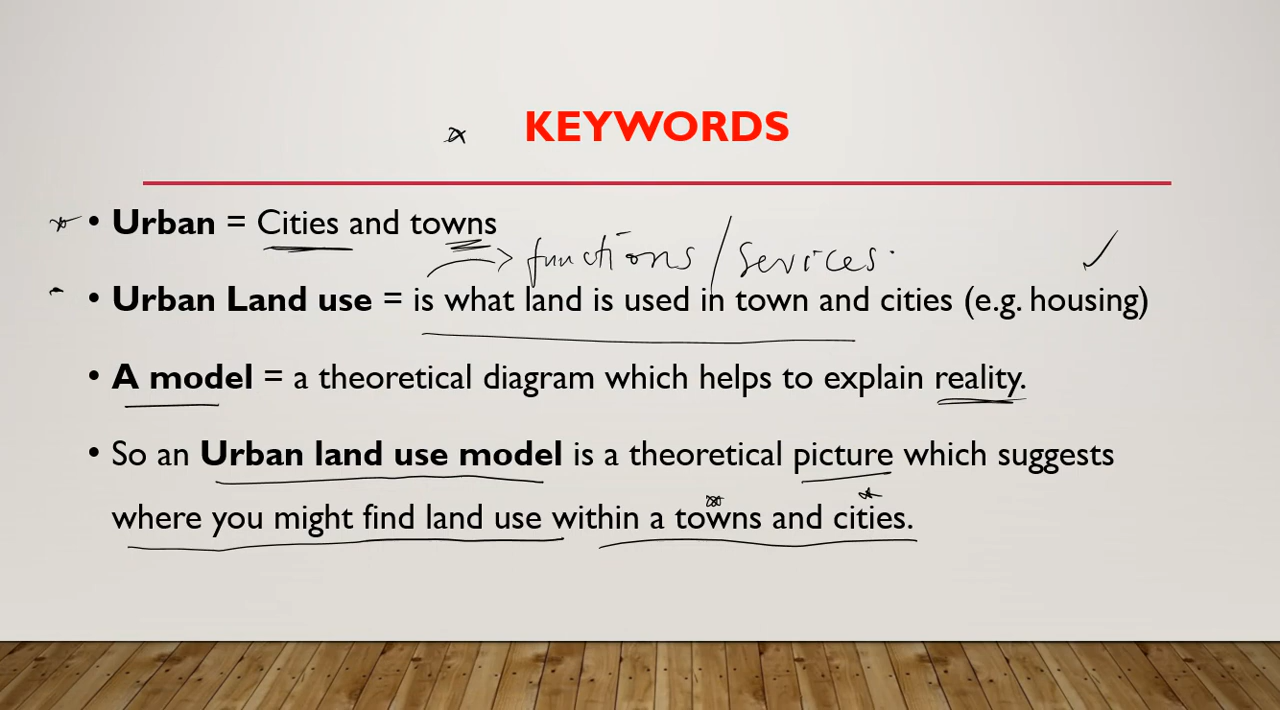 KEYWORDS
• Urban = Cities and towns
functions / Sevices.
• Urban Land use = is what land is used in town and cities (e.g. housing)
• A model = a theoretical diagram which helps to explain reality.
• So an Urban land use model is a theoretical picture which suggests
where you might find land use within a towns and cities.